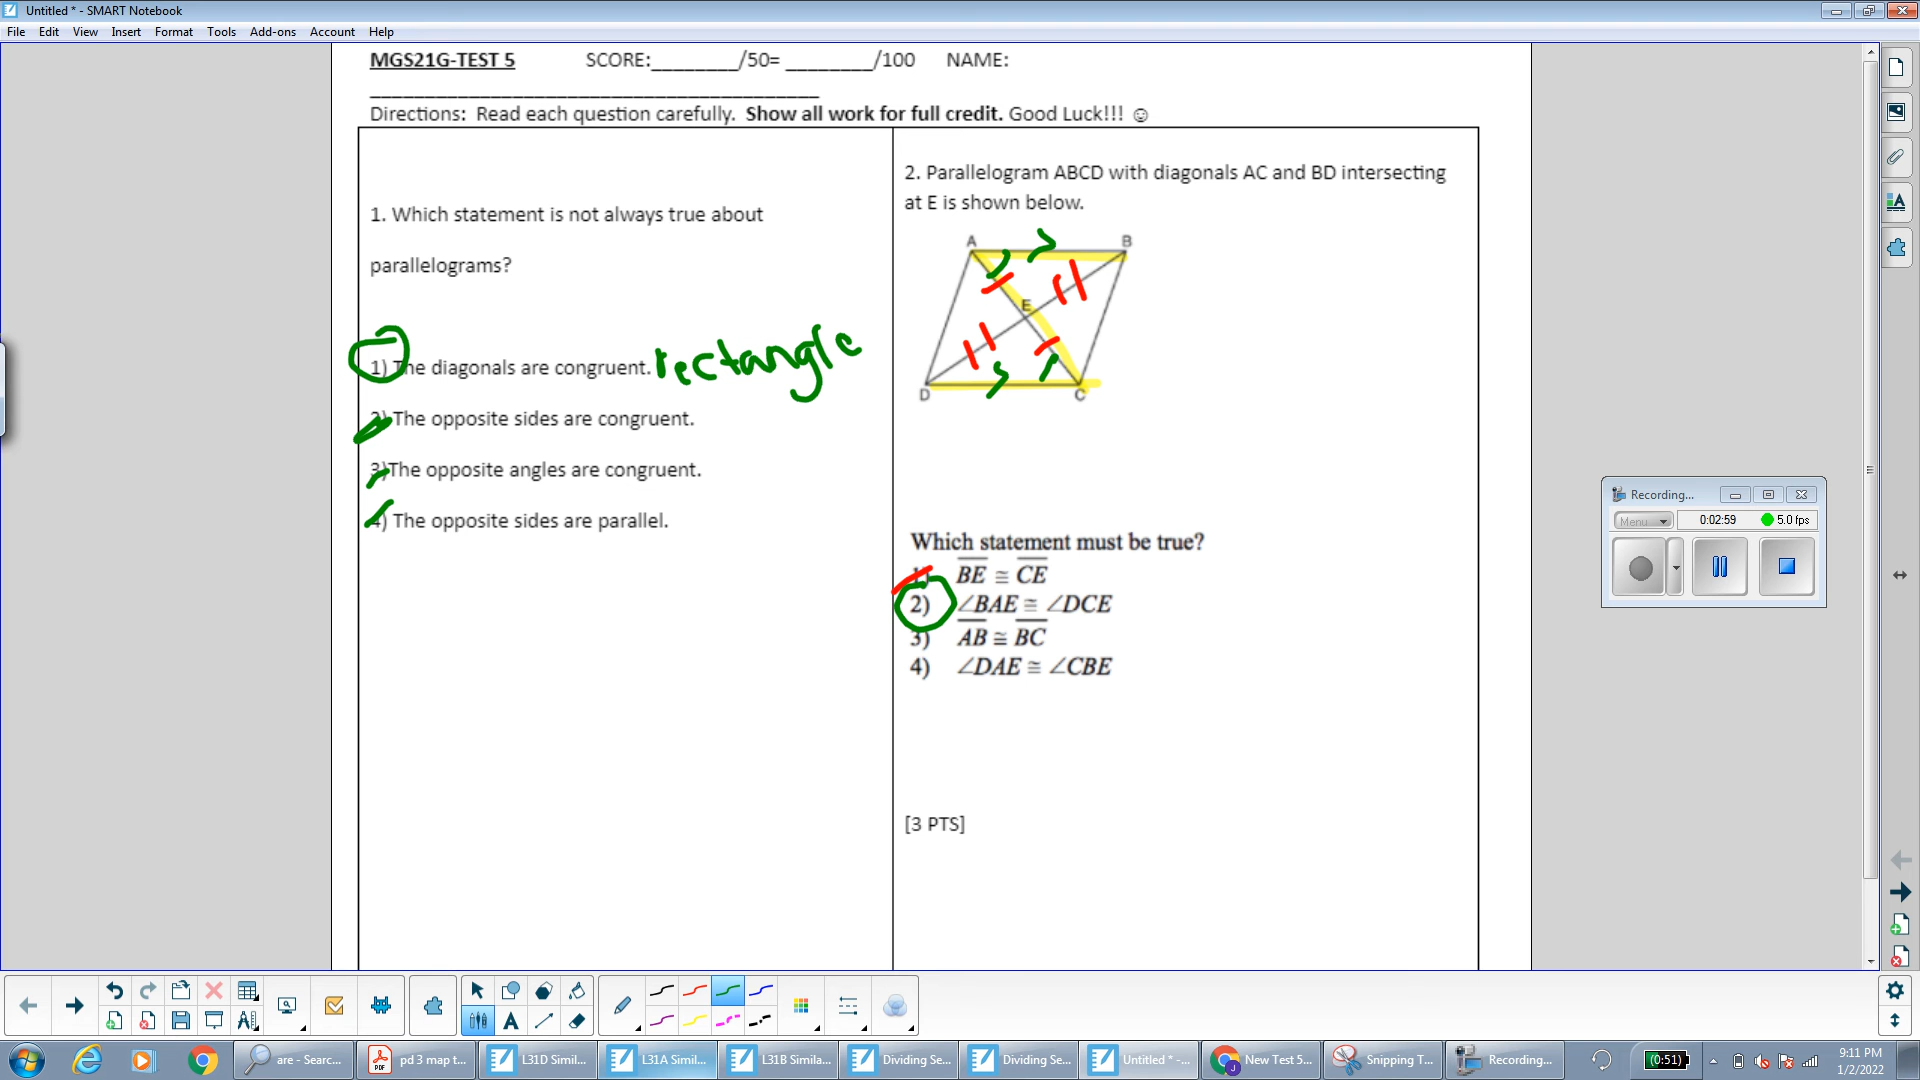 Untitled * - SMART Notebook
File Edit View Insert Format Tools Add-ons Account Help
MGS21G-TEST 5 SCORE:________/50= ________/100 NAME:
Directions: Read each question carefully. Show all work for full credit. Good Luck!!! ☺
1. Which statement is not always true about
parallelograms?
1) The diagonals are congruent. rectangle
2) The opposite sides are congruent.
3)The opposite angles are congruent.
4) The opposite sides are parallel.
2. Parallelogram ABCD with diagonals AC and BD intersecting
at E is shown below.
A B
E
D C
Which statement must be true?
1) BE ≅ CE
2) ∠BAE ≅ ∠DCE
3) AB ≅ BC
4) ∠DAE ≅ ∠CBE
[3 PTS]
Recording...
Menu 0:02:59 5.0 fps
are - Searc... pd 3 map t... L31D Simil... L31A Simil... L31B Simila... Dividing Se... Dividing Se... Untitled * -... New Test 5... Snipping T... Recording... (0:51) 9:11 PM
1/2/2022